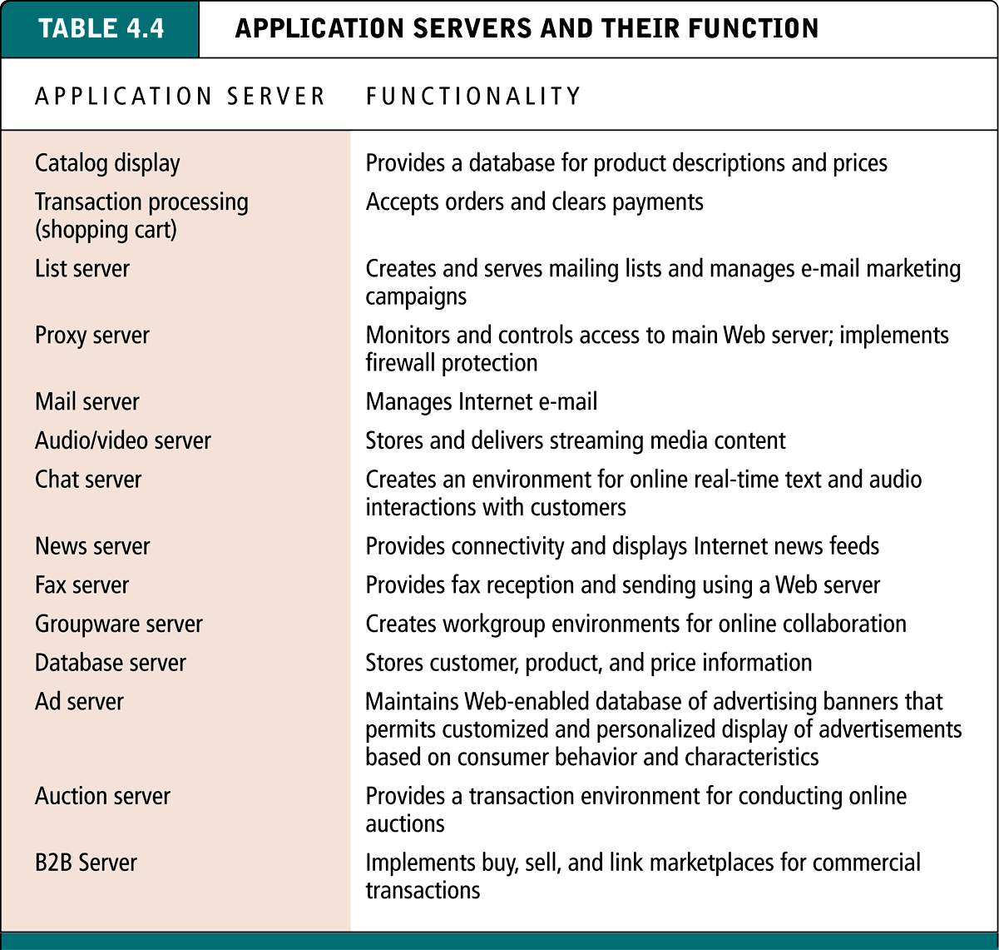 TABLE 4.4 APPLICATION SERVERS AND THEIR FUNCTION
APPLICATION SERVER FUNCTIONALITY
Catalog display Provides a database for product descriptions and prices
Transaction processing Accepts orders and clears payments
(shopping cart)
List server Creates and serves mailing lists and manages e-mail marketing
campaigns
Proxy server Monitors and controls access to main Web server; implements
firewall protection
Mail server Manages Internet e-mail
Audio/video server Stores and delivers streaming media content
Chat server Creates an environment for online real-time text and audio
interactions with customers
News server Provides connectivity and displays Internet news feeds
Fax server Provides fax reception and sending using a Web server
Groupware server Creates workgroup environments for online collaboration
Database server Stores customer, product, and price information
Ad server Maintains Web-enabled database of advertising banners that
permits customized and personalized display of advertisements
based on consumer behavior and characteristics
Auction server Provides a transaction environment for conducting online
auctions
B2B Server Implements buy, sell, and link marketplaces for commercial
transactions